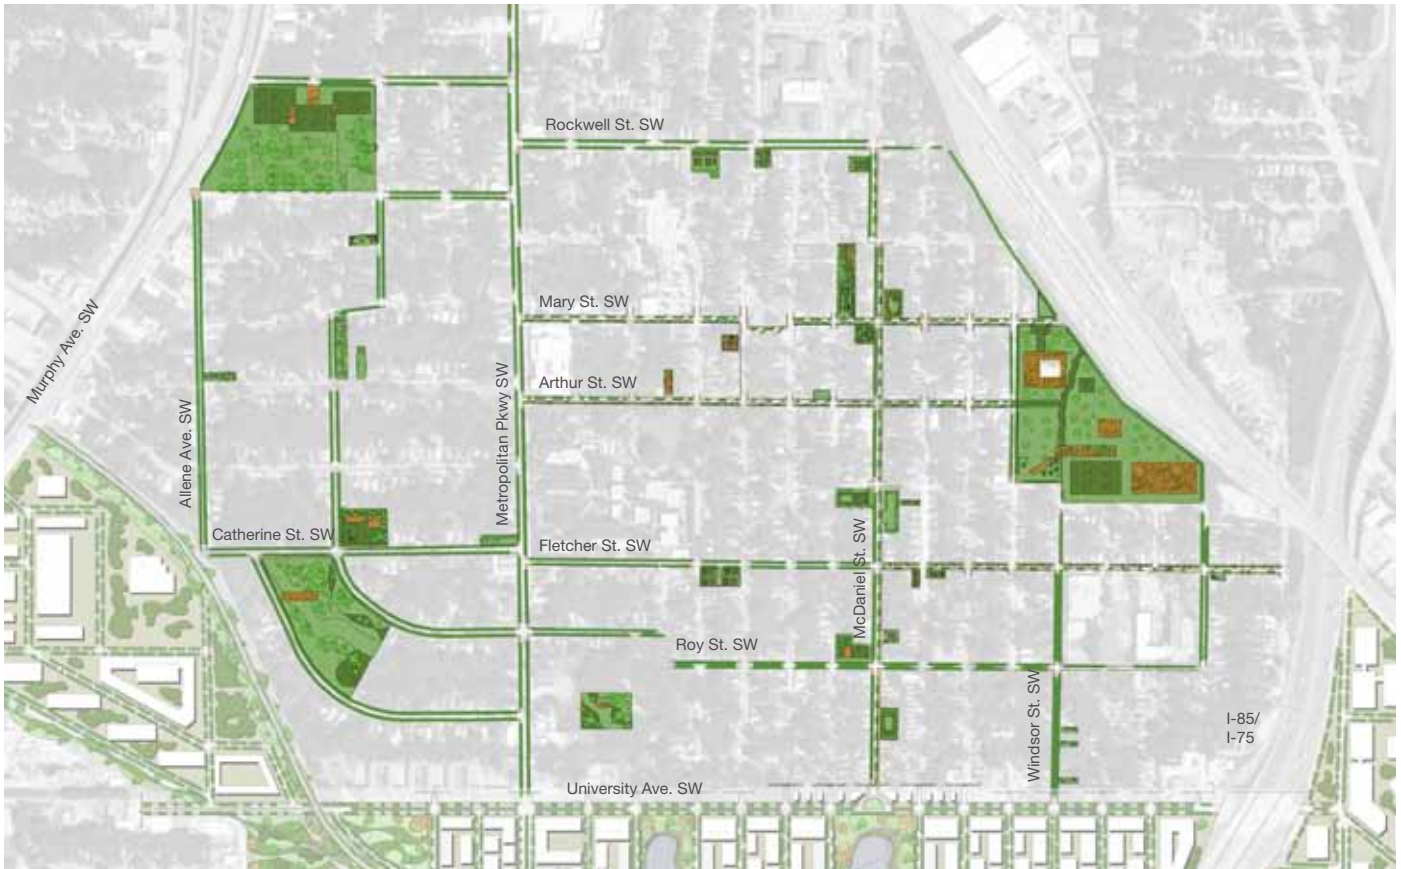 Rockwell St. SW
Mary St. SW
Murphy Ave. SW
Arthur St. SW
Metropolitan Pkwy SW
Allene Ave. SW
Catherine St. SW
Fletcher St. SW
McDaniel St. SW
Roy St. SW
Windsor St. SW
I-85/
I-75
University Ave. SW